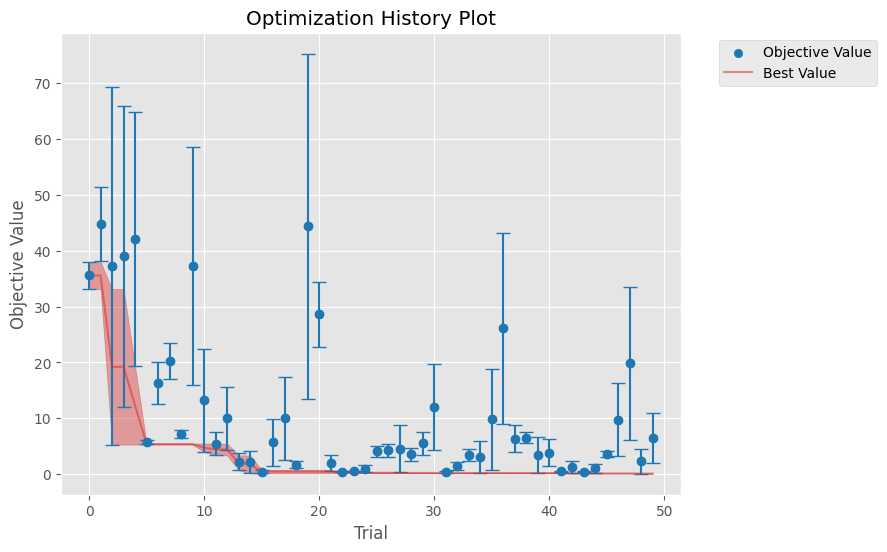 Optimization History Plot
Objective Value
Best Value
Objective Value
70
60
50
40
30
20
10
0
0 10 20 30 40 50
Trial